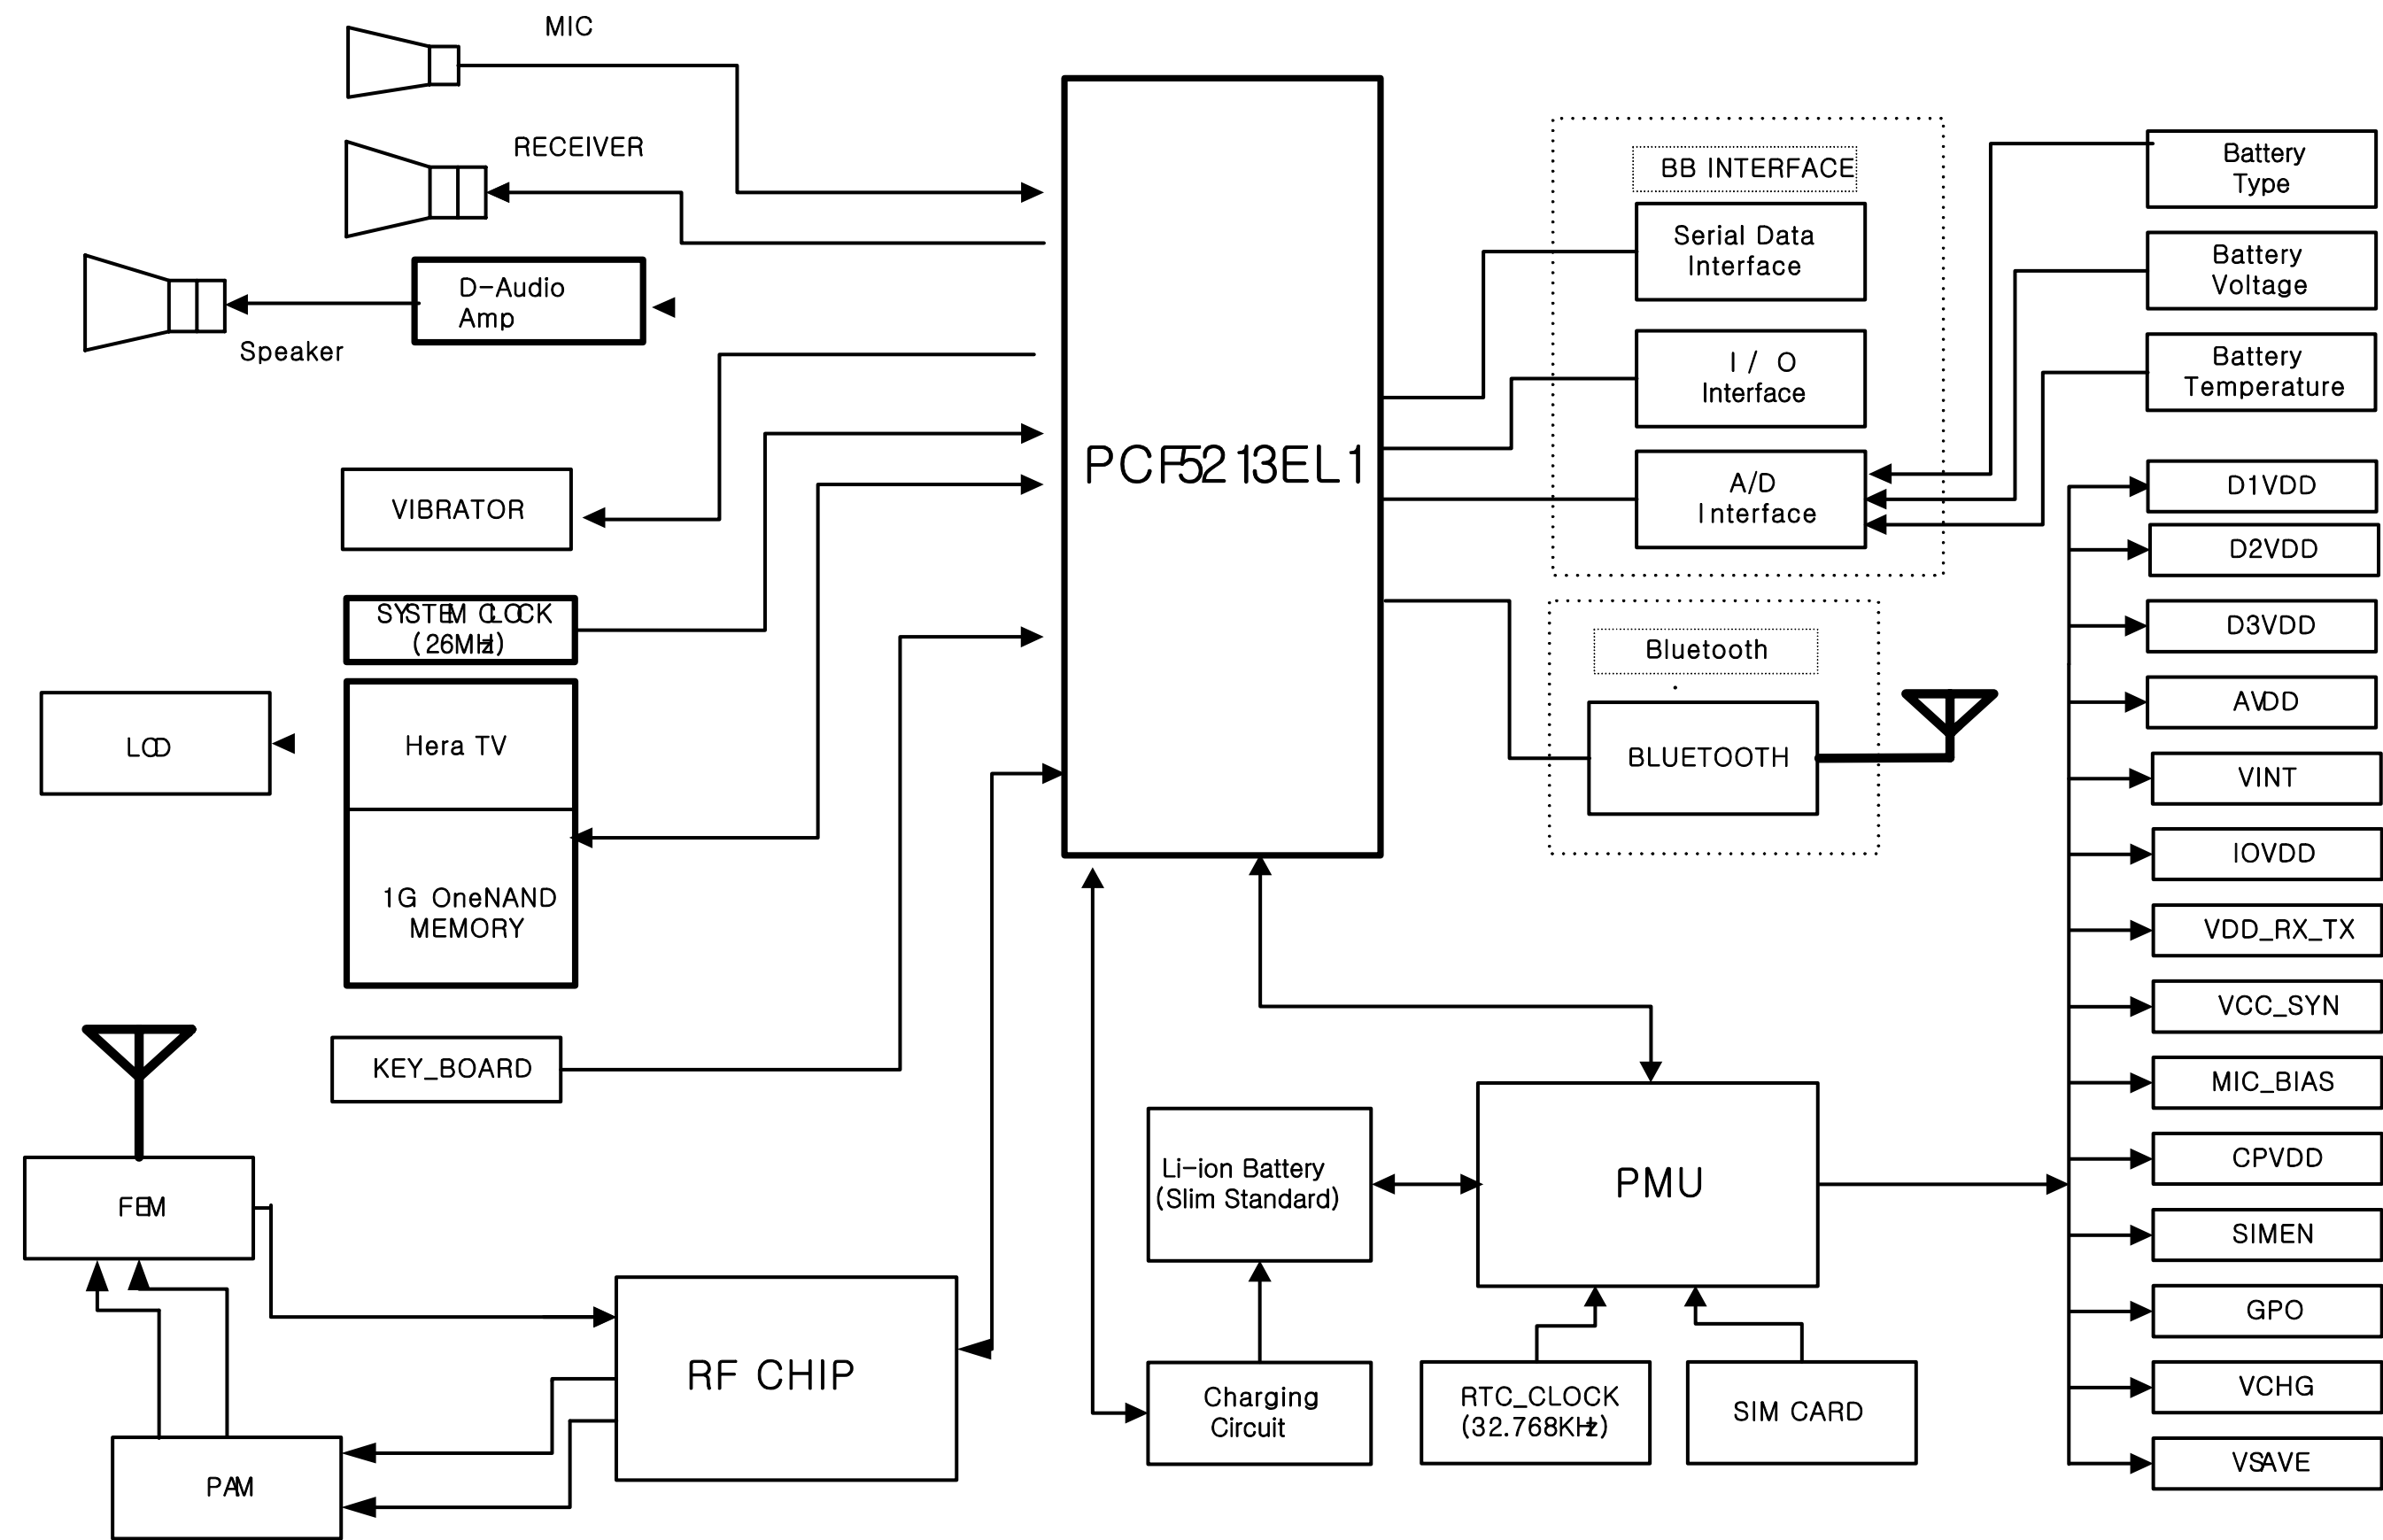 MIC
RECEIVER
D-Audio
Amp
Speaker
VIBRATOR
SYSTEM CLOCK
(26MHz)
LCD
Hera TV
1G OneNAND
MEMORY
KEY_BOARD
FEM
PAM
RF CHIP
PCF5213EL1
BB INTERFACE
Serial Data
Interface
I / O
Interface
A/D
Interface
Bluetooth
BLUETOOTH
Li-ion Battery
(Slim Standard)
PMU
Charging
Circuit
RTC_CLOCK
(32.768KHz)
SIM CARD
Battery
Type
Battery
Voltage
Battery
Temperature
D1VDD
D2VDD
D3VDD
AVDD
VINT
IOVDD
VDD_RX_TX
VCC_SYN
MIC_BIAS
CPVDD
SIMEN
GPO
VCHG
VSAVE